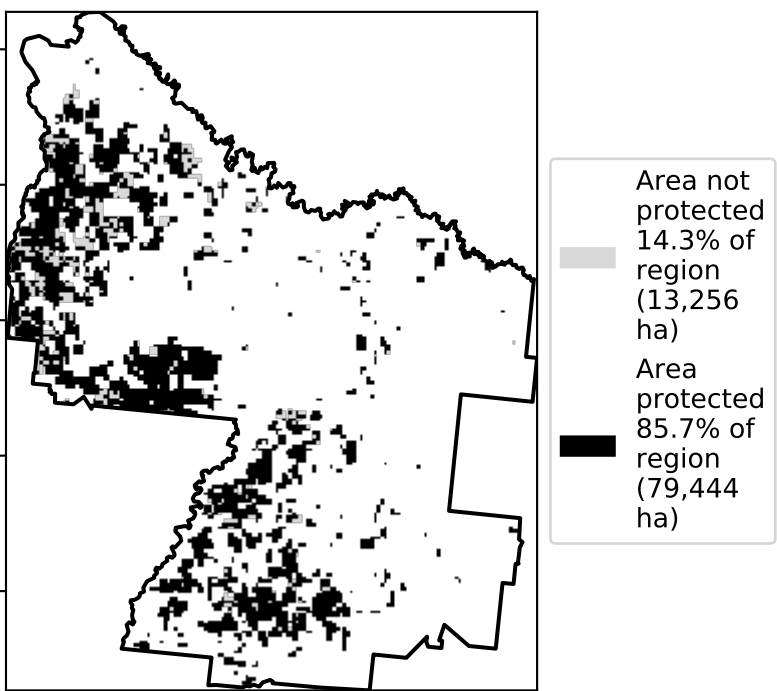 Area not
protected
14.3% of
region
(13,256
ha)
Area
protected
85.7% of
region
(79,444
ha)